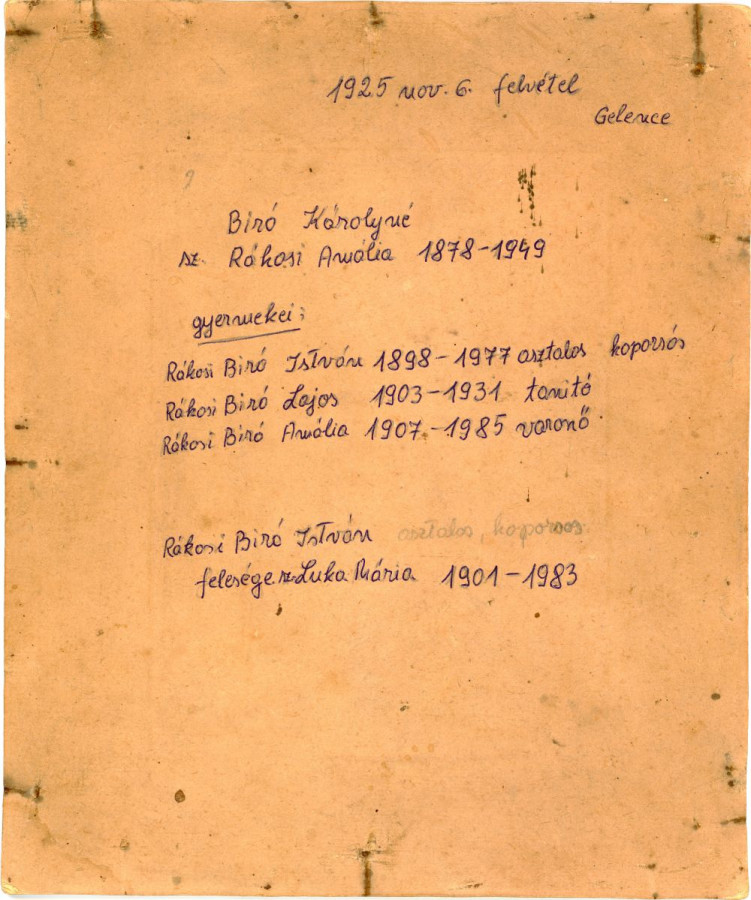 1925 nov. 6. felvétel
Gelence
Biró Károlyné
sz. Rákosi Amália 1878-1949
gyermekei:
Rákosi Biró István 1898-1977 asztalos koporsós
Rákosi Biró Lajos 1903-1931 tanitó
Rákosi Biró Amália 1907-1985 varonő
Rákosi Biró István asztalos, koporsos
felesége sz. Luka Mária 1901-1983